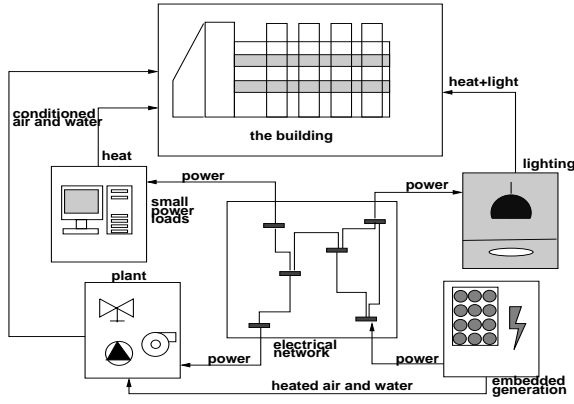 heat+light
conditioned
air and water
the building
heat
lighting
power
power
small
power
loads
plant
electrical
network
power
power
embedded
generation
heated air and water